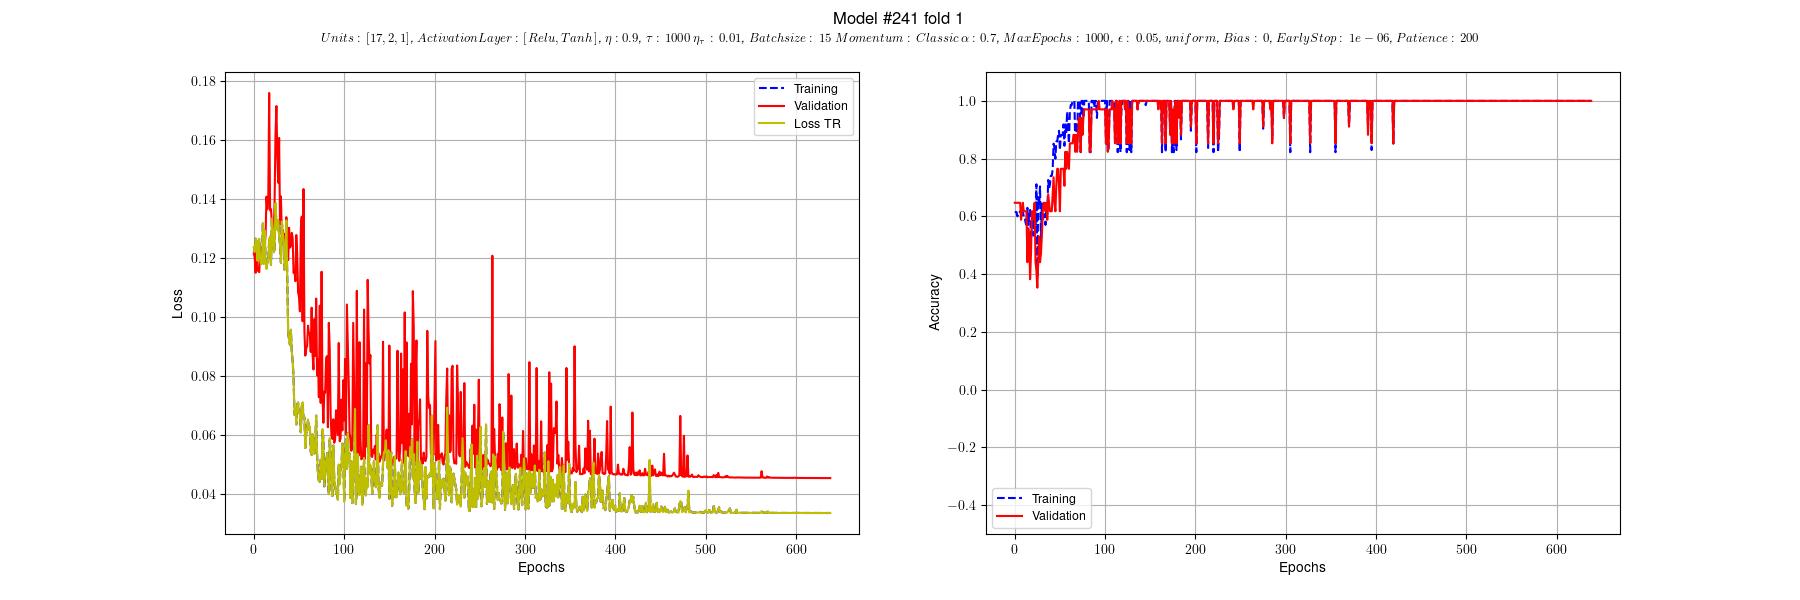 Model #241 fold 1
Units : [17, 2, 1], ActivationLayer : [Relu, Tanh], η : 0.9, τ : 1000 ητ : 0.01, Batchsize : 15 Momentum : Classic α : 0.7, MaxEpochs : 1000, ϵ : 0.05, uniform, Bias : 0, EarlyStop : 1e − 06, Patience : 200
0.18
0.16
0.14
0.12
0.10
0.08
0.06
0.04
Loss
Training
Validation
Loss TR
0 100 200 300 400 500 600
Epochs
1.0
0.8
0.6
0.4
0.2
0.0
−0.2
−0.4
Accuracy
Training
Validation
0 100 200 300 400 500 600
Epochs